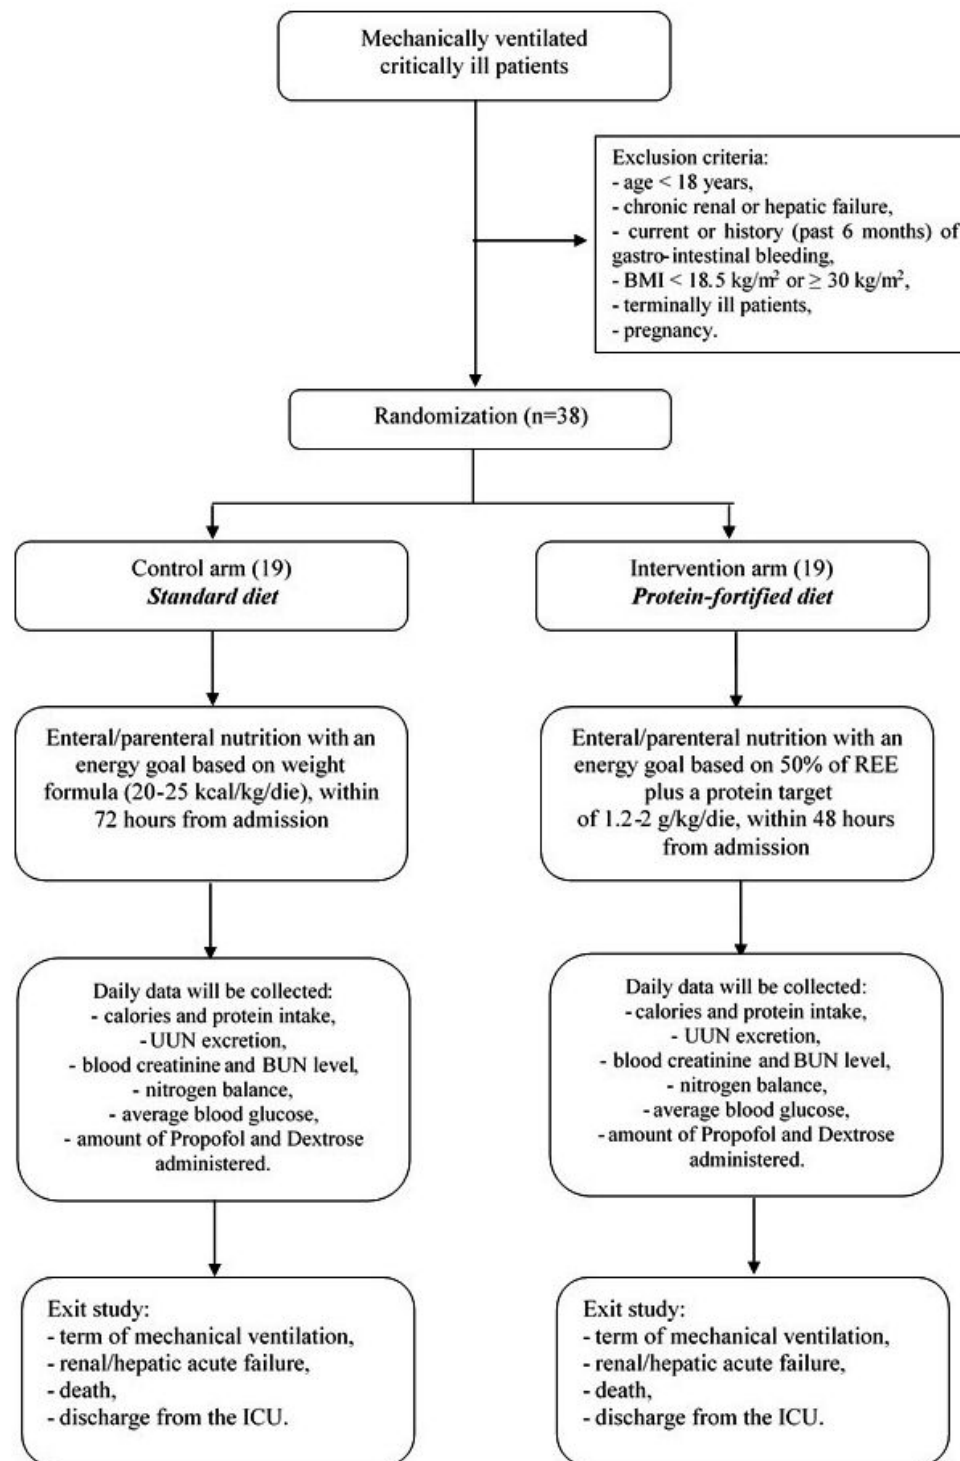 Mechanically ventilated
critically ill patients
Exclusion criteria:
- age < 18 years,
- chronic renal or hepatic failure,
- current or history (past 6 months) of
gastro-intestinal bleeding,
- BMI < 18.5 kg/m² or ≥ 30 kg/m²,
- terminally ill patients,
- pregnancy.
Randomization (n=38)
Control arm (19)
Standard diet
Intervention arm (19)
Protein-fortified diet
Enteral/parenteral nutrition with an
energy goal based on weight
formula (20-25 kcal/kg/die), within
72 hours from admission
Enteral/parenteral nutrition with an
energy goal based on 50% of REE
plus a protein target
of 1.2-2 g/kg/die, within 48 hours
from admission
Daily data will be collected:
- calories and protein intake,
- UUN excretion,
- blood creatinine and BUN level,
- nitrogen balance,
- average blood glucose,
- amount of Propofol and Dextrose
administered.
Daily data will be collected:
- calories and protein intake,
- UUN excretion,
- blood creatinine and BUN level,
- nitrogen balance,
- average blood glucose,
- amount of Propofol and Dextrose
administered.
Exit study:
- term of mechanical ventilation,
- renal/hepatic acute failure,
- death,
- discharge from the ICU.
Exit study:
- term of mechanical ventilation,
- renal/hepatic acute failure,
- death,
- discharge from the ICU.